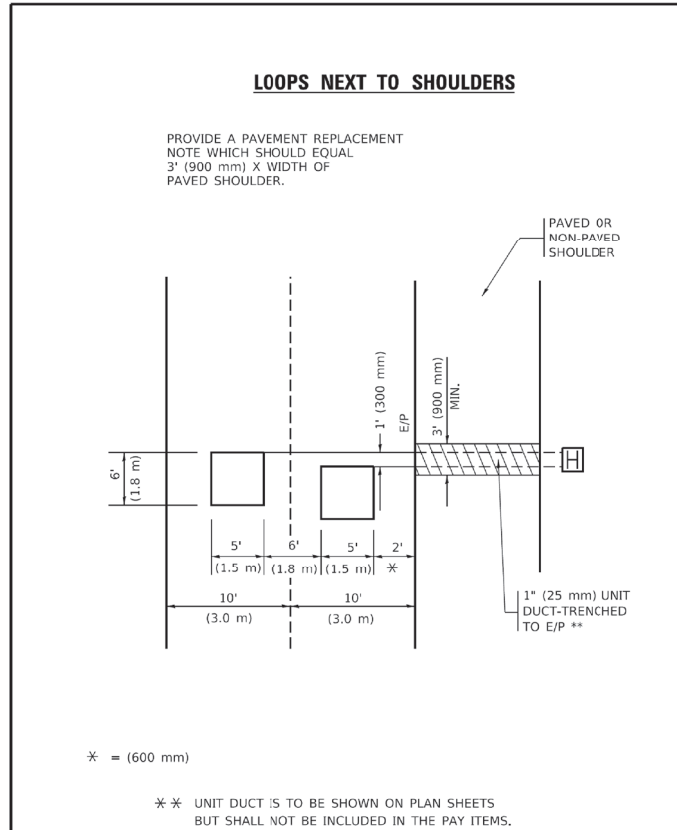 LOOPS NEXT TO SHOULDERS
PROVIDE A PAVEMENT REPLACEMENT
NOTE WHICH SHOULD EQUAL
3' (900 mm) X WIDTH OF
PAVED SHOULDER.
PAVED OR
NON-PAVED
SHOULDER
1' (300 mm)
E/P
3' (900 mm)
MIN.
6'
(1.8 m)
H
5'
(1.5 m)
6'
(1.8 m)
5'
(1.5 m)
2'
*
10'
(3.0 m)
10'
(3.0 m)
1" (25 mm) UNIT
DUCT-TRENCHED
TO E/P **
* = (600 mm)
** UNIT DUCT IS TO BE SHOWN ON PLAN SHEETS
BUT SHALL NOT BE INCLUDED IN THE PAY ITEMS.